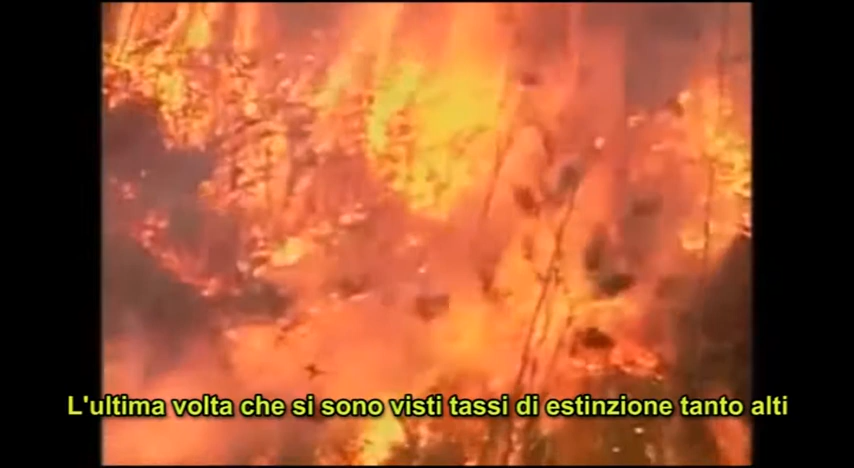 L'ultima volta che si sono visti tassi di estinzione tanto alti